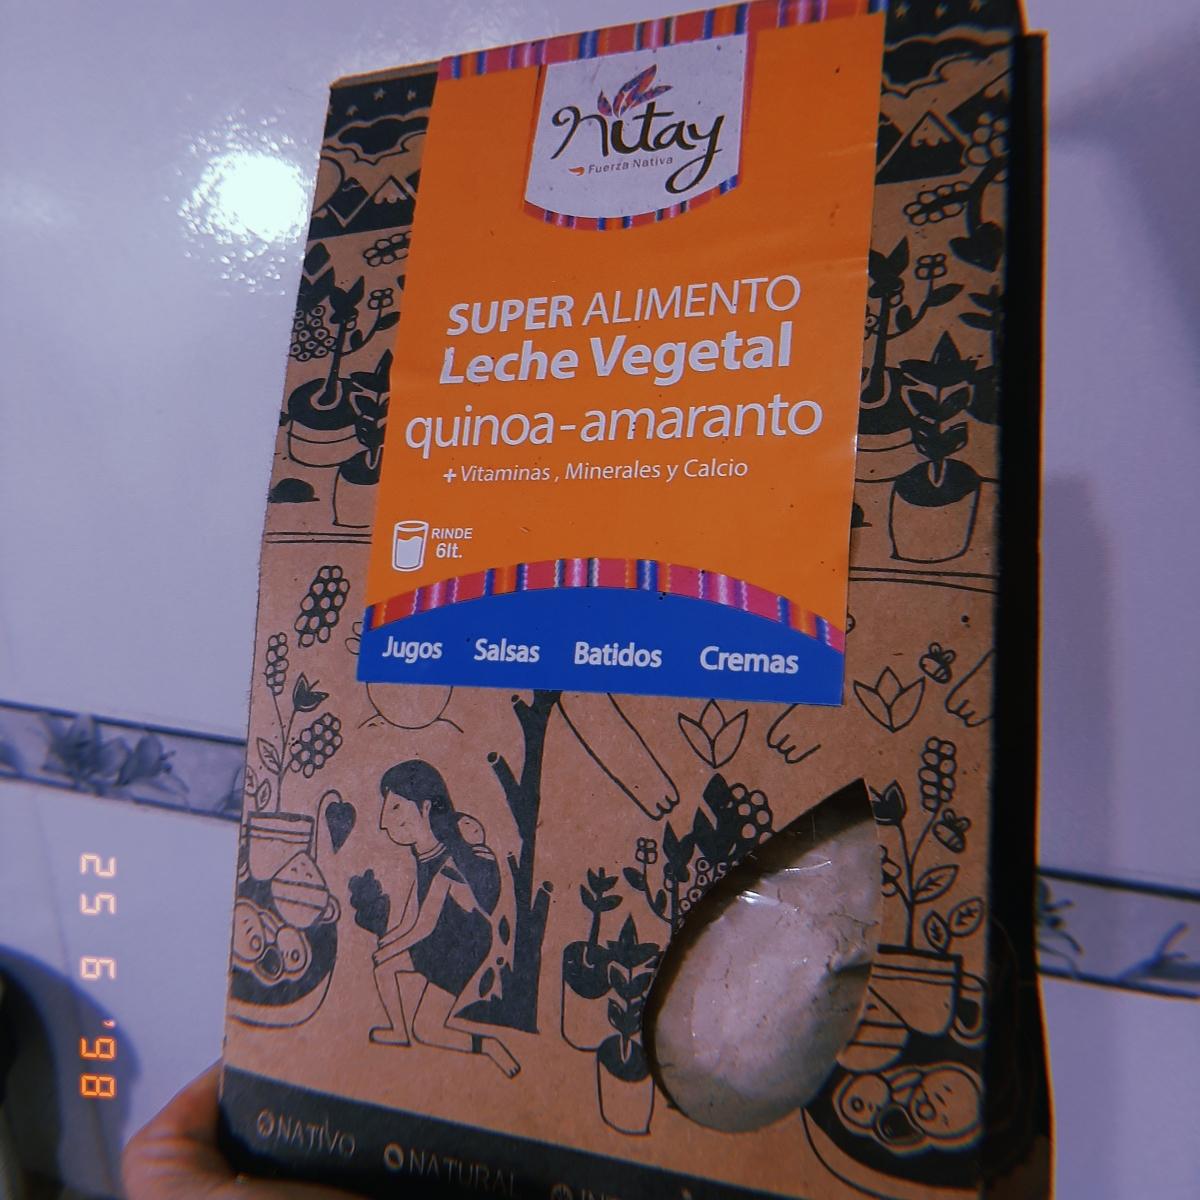 nitay
Fuerza Nativa
SUPER ALIMENTO
Leche Vegetal
quinoa-amaranto
+Vitaminas, Minerales y Calcio
RINDE
6lt.
Jugos Salsas Batidos Cremas
NATIVO NATURAL
25 9 '98